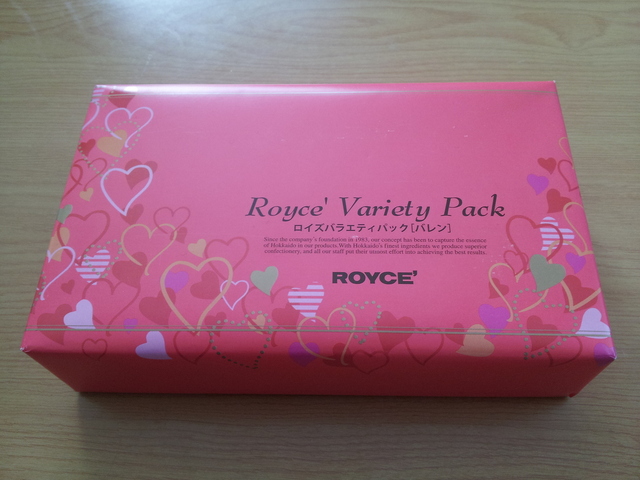 Royce' Variety Pack
ロイズバラエティパック[バレン]
Since the company's foundation in 1983, our concept has been to capture the essence
of Hokkaido in our products.With Hokkaido's finest ingredients we produce superior
confectionery, and all our staff put their utmost effort into achieving the best results.
ROYCE'